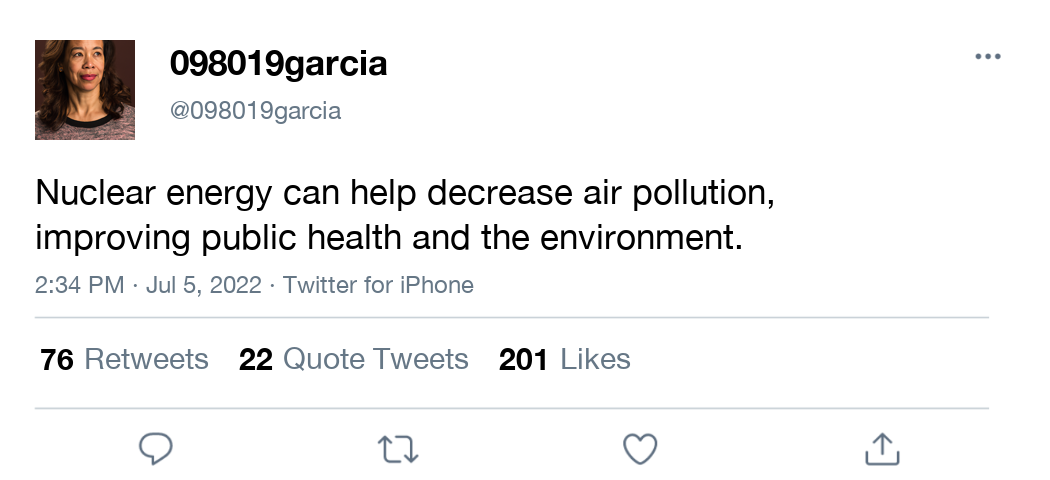 098019garcia
@098019garcia
Nuclear energy can help decrease air pollution,
improving public health and the environment.
2:34 PM · Jul 5, 2022 · Twitter for iPhone
76 Retweets 22 Quote Tweets 201 Likes